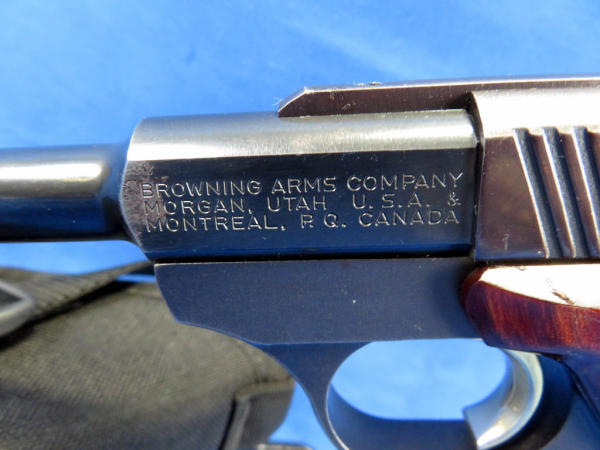 BROWNING ARMS COMPANY
MORGAN, UTAH U.S.A. &
MONTREAL, P.Q. CANADA